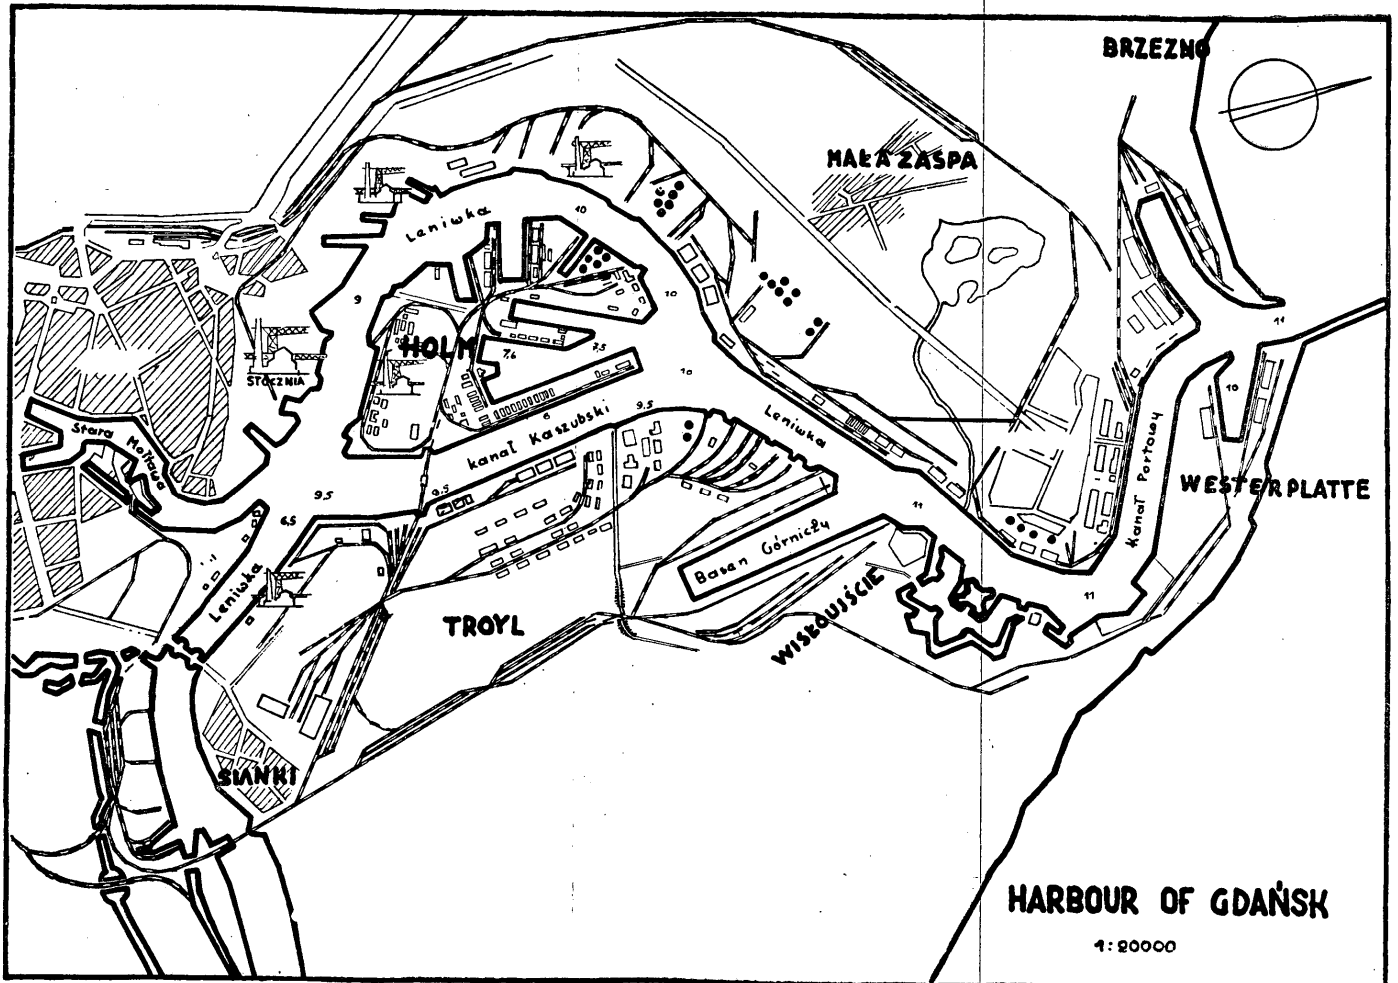 BRZEZNO
MAŁA ZASPA
Leniwka
10
9
10
11
HOLM
7,6
7,5
10
10
STOCZNIA
6
9.5
Kanał Kaszubski
Leniwka
Stara Motława
Kanał Portowy
WESTERPLATTE
9.5
9.5
6,5
11
Basen Górniczy
Leniwka
11
WISŁOUJŚCIE
TROYL
SIANKI
HARBOUR OF GDAŃSK
1:20000